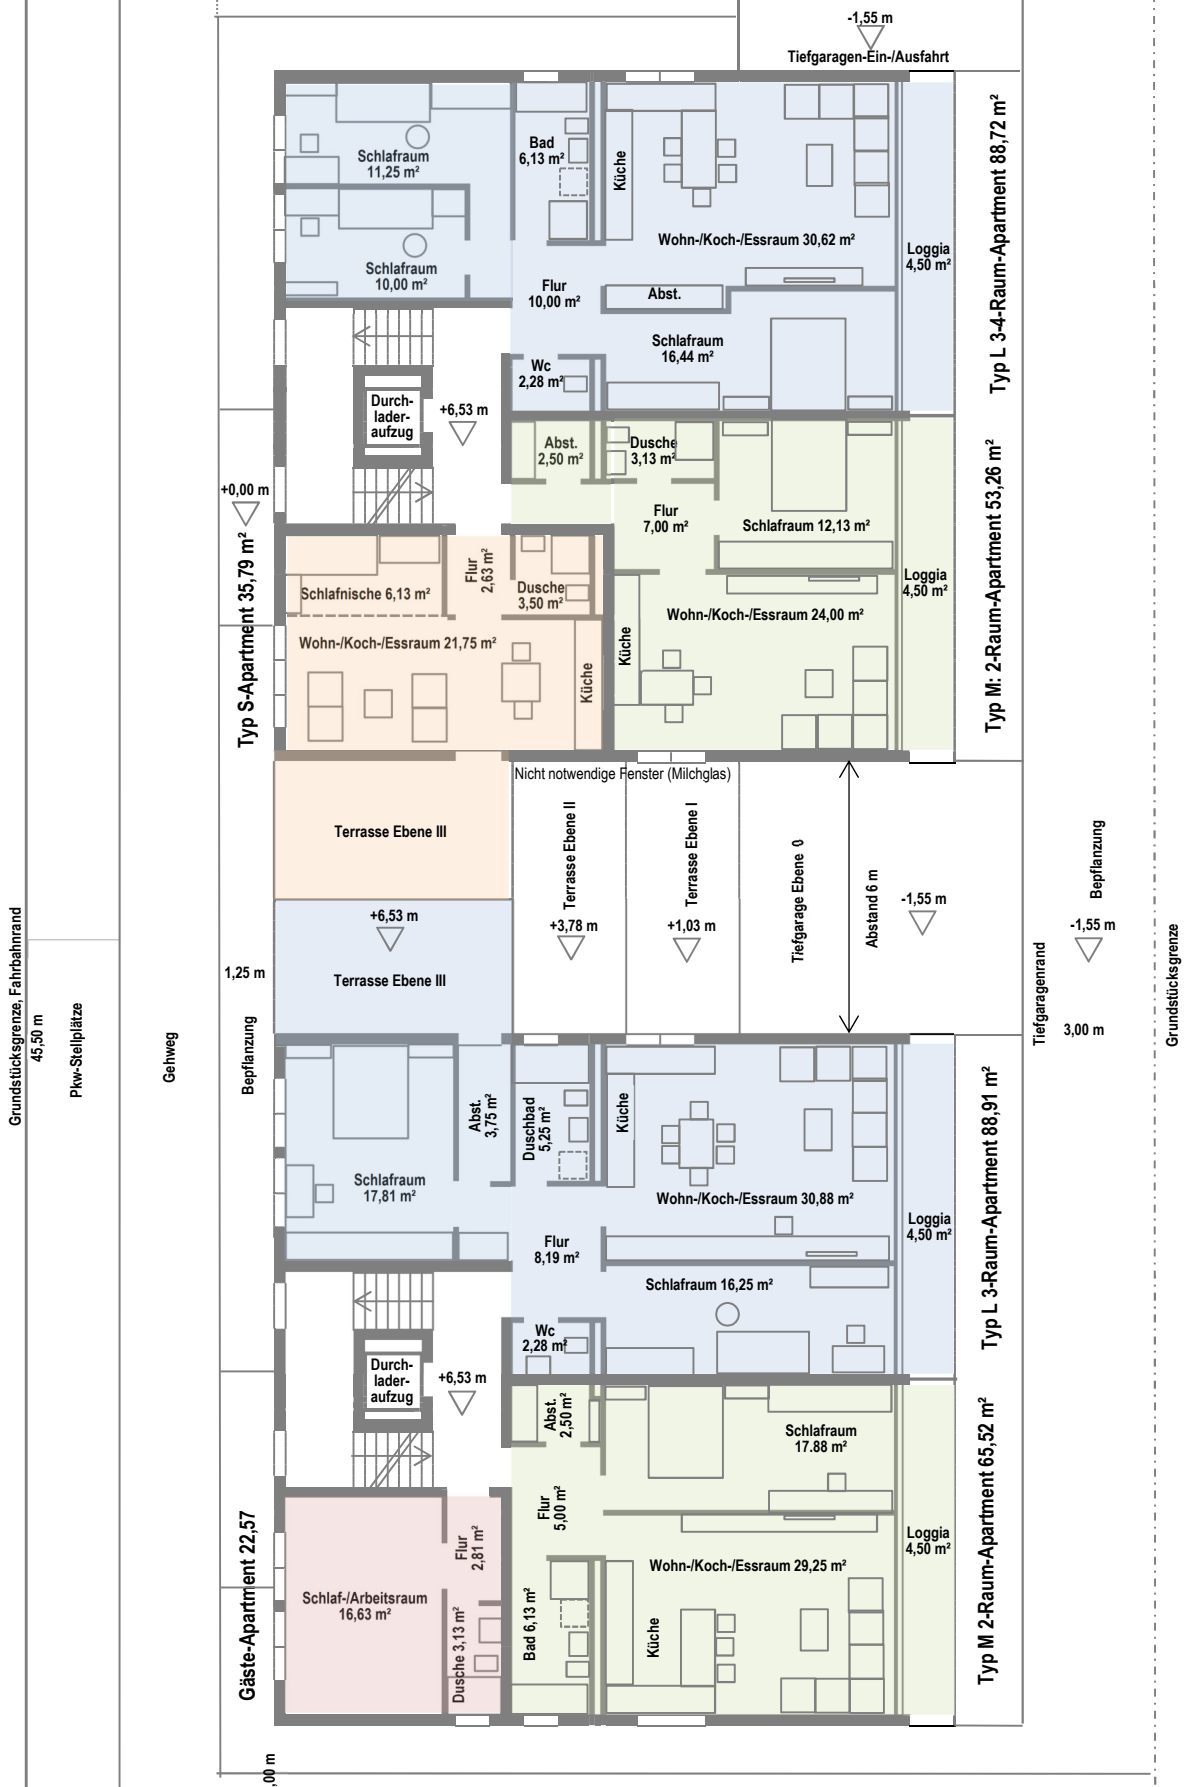 -1,55 m
Tiefgaragen-Ein-/Ausfahrt
Schlafraum
11,25 m²
Bad
6,13 m²
Küche
Wohn-/Koch-/Essraum 30,62 m²
Loggia
4,50 m²
Typ L 3-4-Raum-Apartment 88,72 m²
Schlafraum
10,00 m²
Flur
10,00 m²
Abst.
Schlafraum
16,44 m²
Wc
2,28 m²
Durch-
lader-
aufzug
+6,53 m
Abst.
2,50 m²
Dusche
3,13 m²
+0,00 m
Flur
7,00 m²
Schlafraum 12,13 m²
Typ M: 2-Raum-Apartment 53,26 m²
Typ S-Apartment 35,79 m²
Schlafnische 6,13 m²
Flur
2,63 m²
Dusche
3,50 m²
Loggia
4,50 m²
Wohn-/Koch-/Essraum 24,00 m²
Wohn-/Koch-/Essraum 21,75 m²
Küche
Küche
Nicht notwendige Fenster (Milchglas)
Terrasse Ebene III
Terrasse Ebene II
Terrasse Ebene I
Tiefgarage Ebene 0
Abstand 6 m
Bepflanzung
+6,53 m
+3,78 m
+1,03 m
-1,55 m
-1,55 m
Terrasse Ebene III
1,25 m
Grundstücksgrenze, Fahrbahnrand
45,50 m
Pkw-Stellplätze
Gehweg
Bepflanzung
Tiefgaragenrand
3,00 m
Grundstücksgrenze
Abst.
3,75 m²
Duschbad
5,25 m²
Küche
Schlafraum
17,81 m²
Wohn-/Koch-/Essraum 30,88 m²
Loggia
4,50 m²
Typ L 3-Raum-Apartment 88,91 m²
Flur
8,19 m²
Schlafraum 16,25 m²
Wc
2,28 m²
Durch-
lader-
aufzug
+6,53 m
Abst.
2,50 m²
Schlafraum
17.88 m²
Typ M 2-Raum-Apartment 65,52 m²
Flur
5,00 m²
Gäste-Apartment 22,57
Flur
2,81 m²
Loggia
4,50 m²
Wohn-/Koch-/Essraum 29,25 m²
Schlaf-/Arbeitsraum
16,63 m²
Dusche 3,13 m²
Bad 6,13 m²
Küche
,00 m